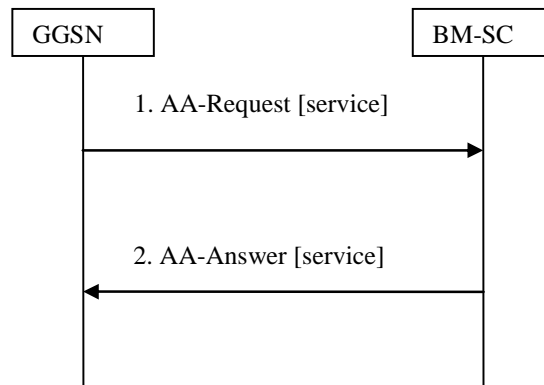 GGSN
BM-SC
1. AA-Request [service]
2. AA-Answer [service]